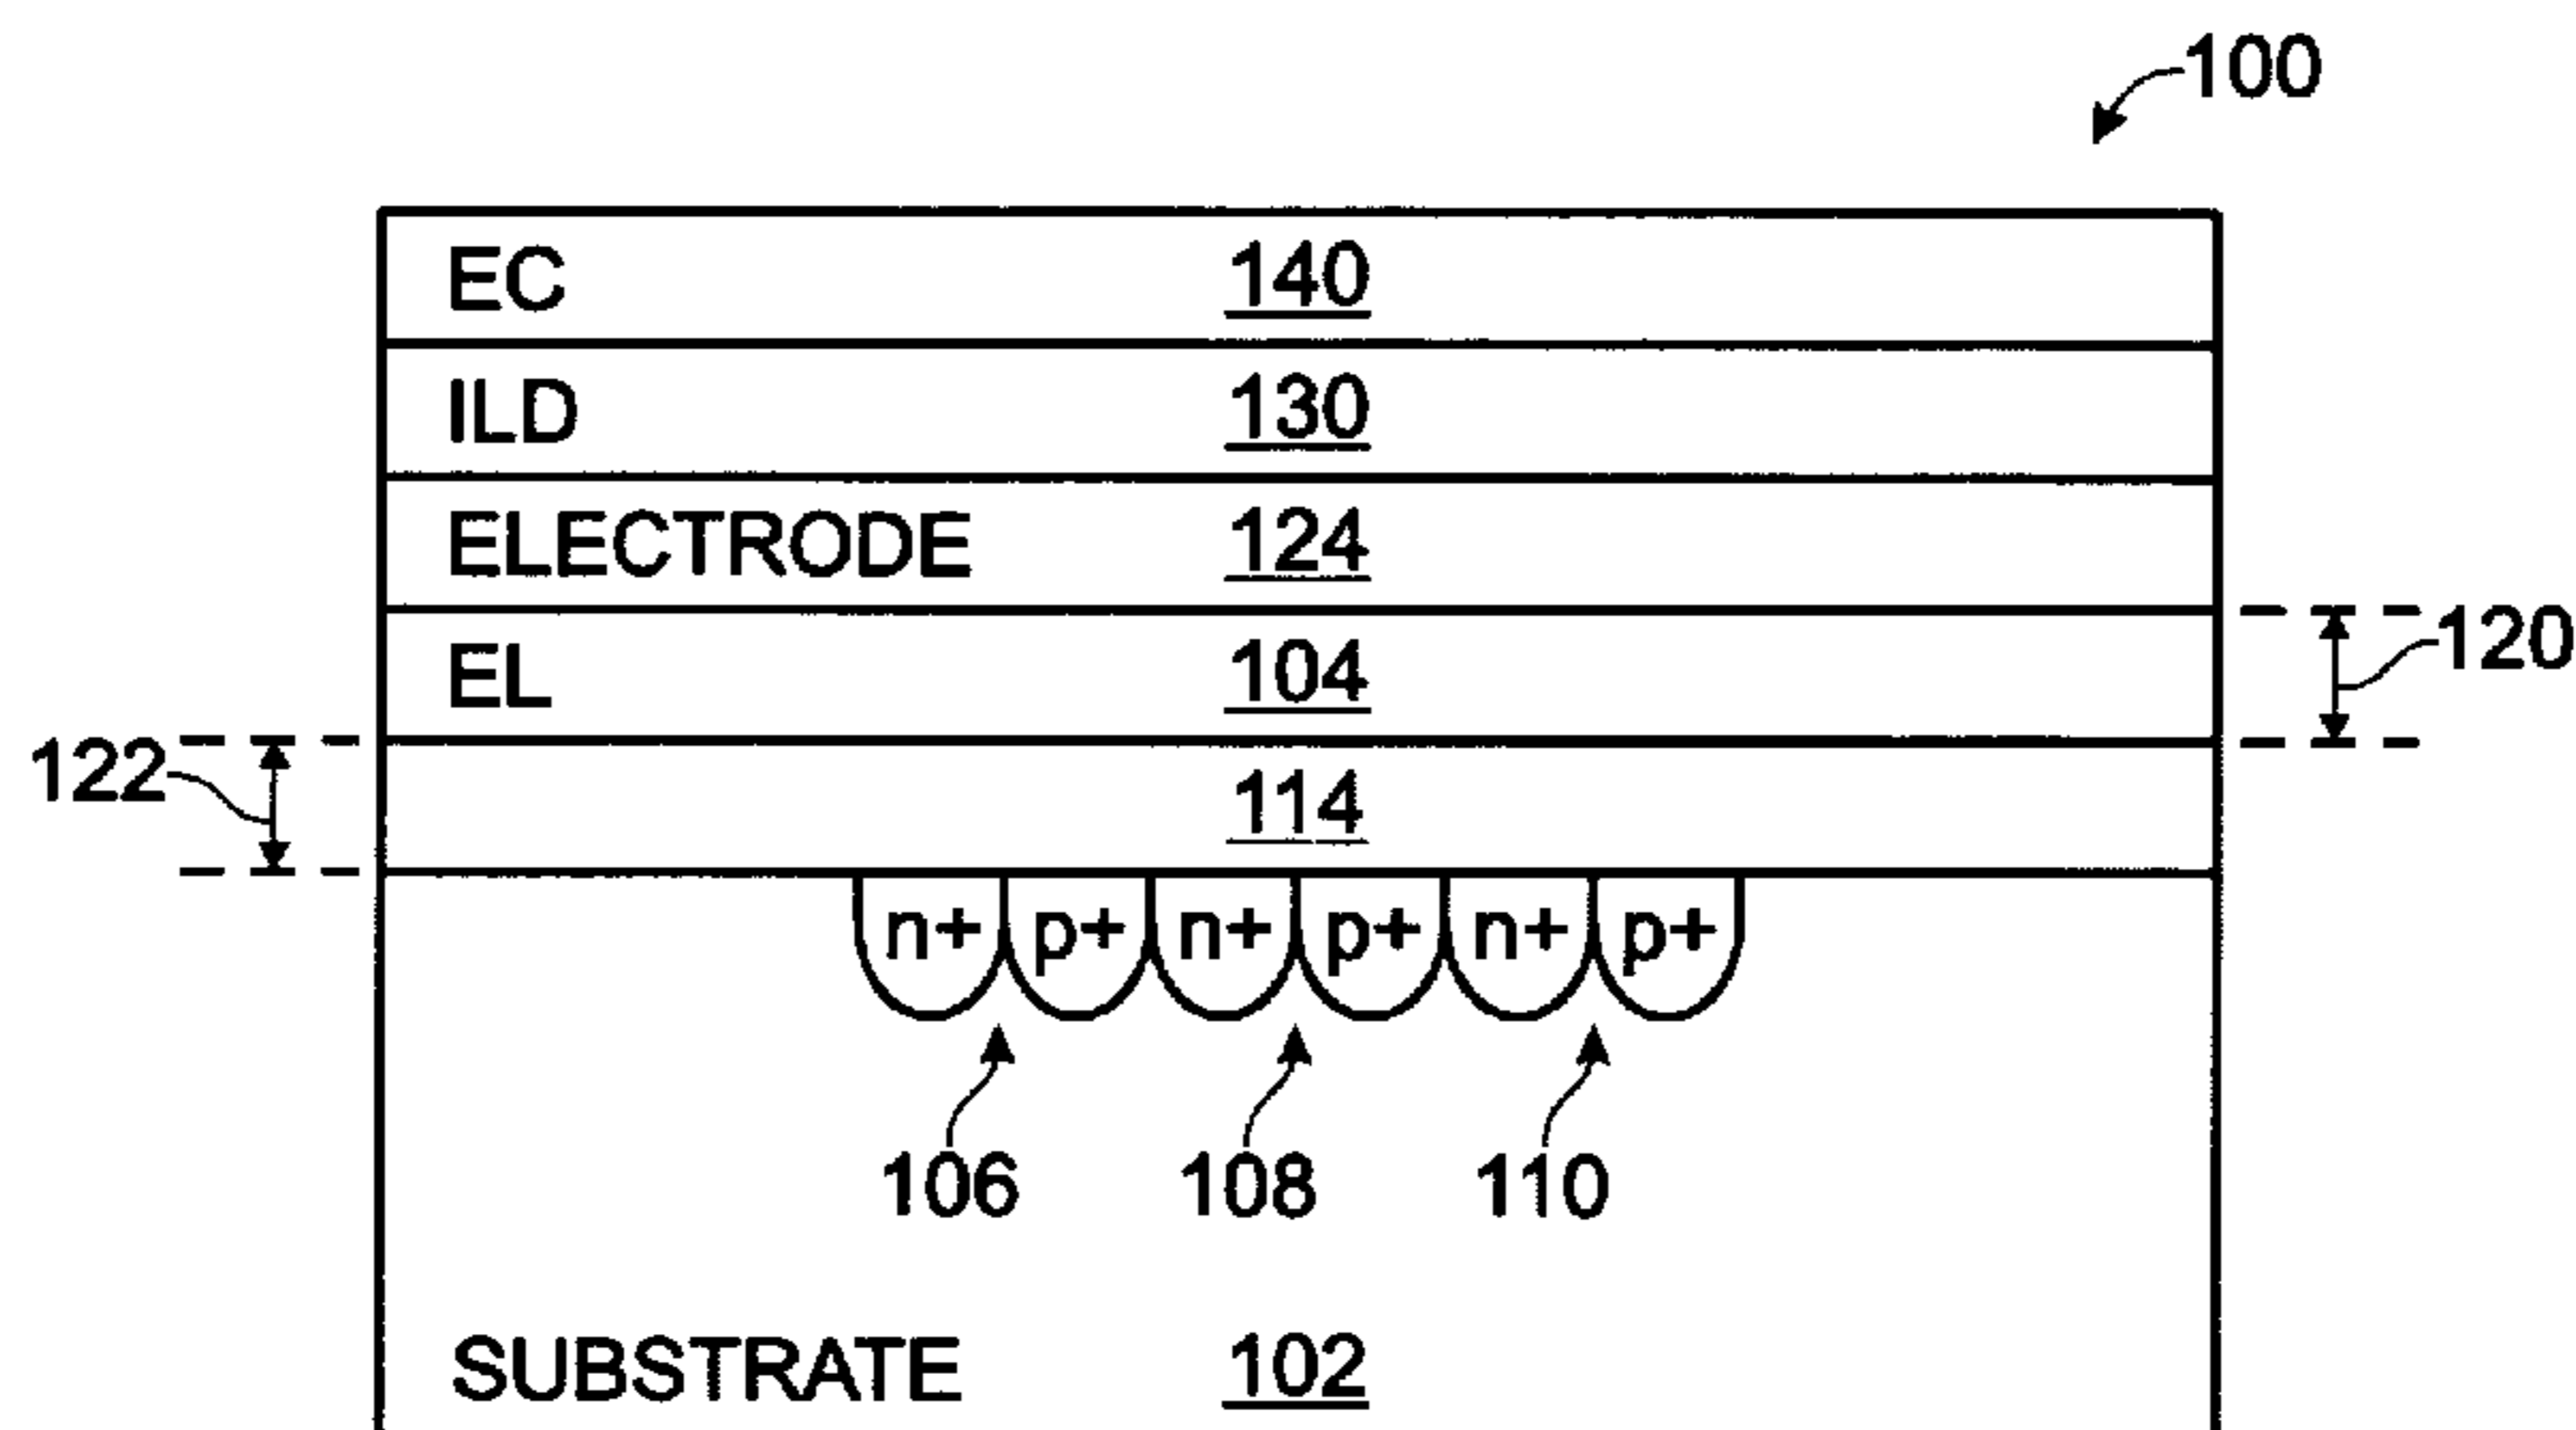 100
EC 140
ILD 130
ELECTRODE 124
EL 104
120
122
114
n+ p+ n+ p+ n+ p+
106 108 110
SUBSTRATE 102